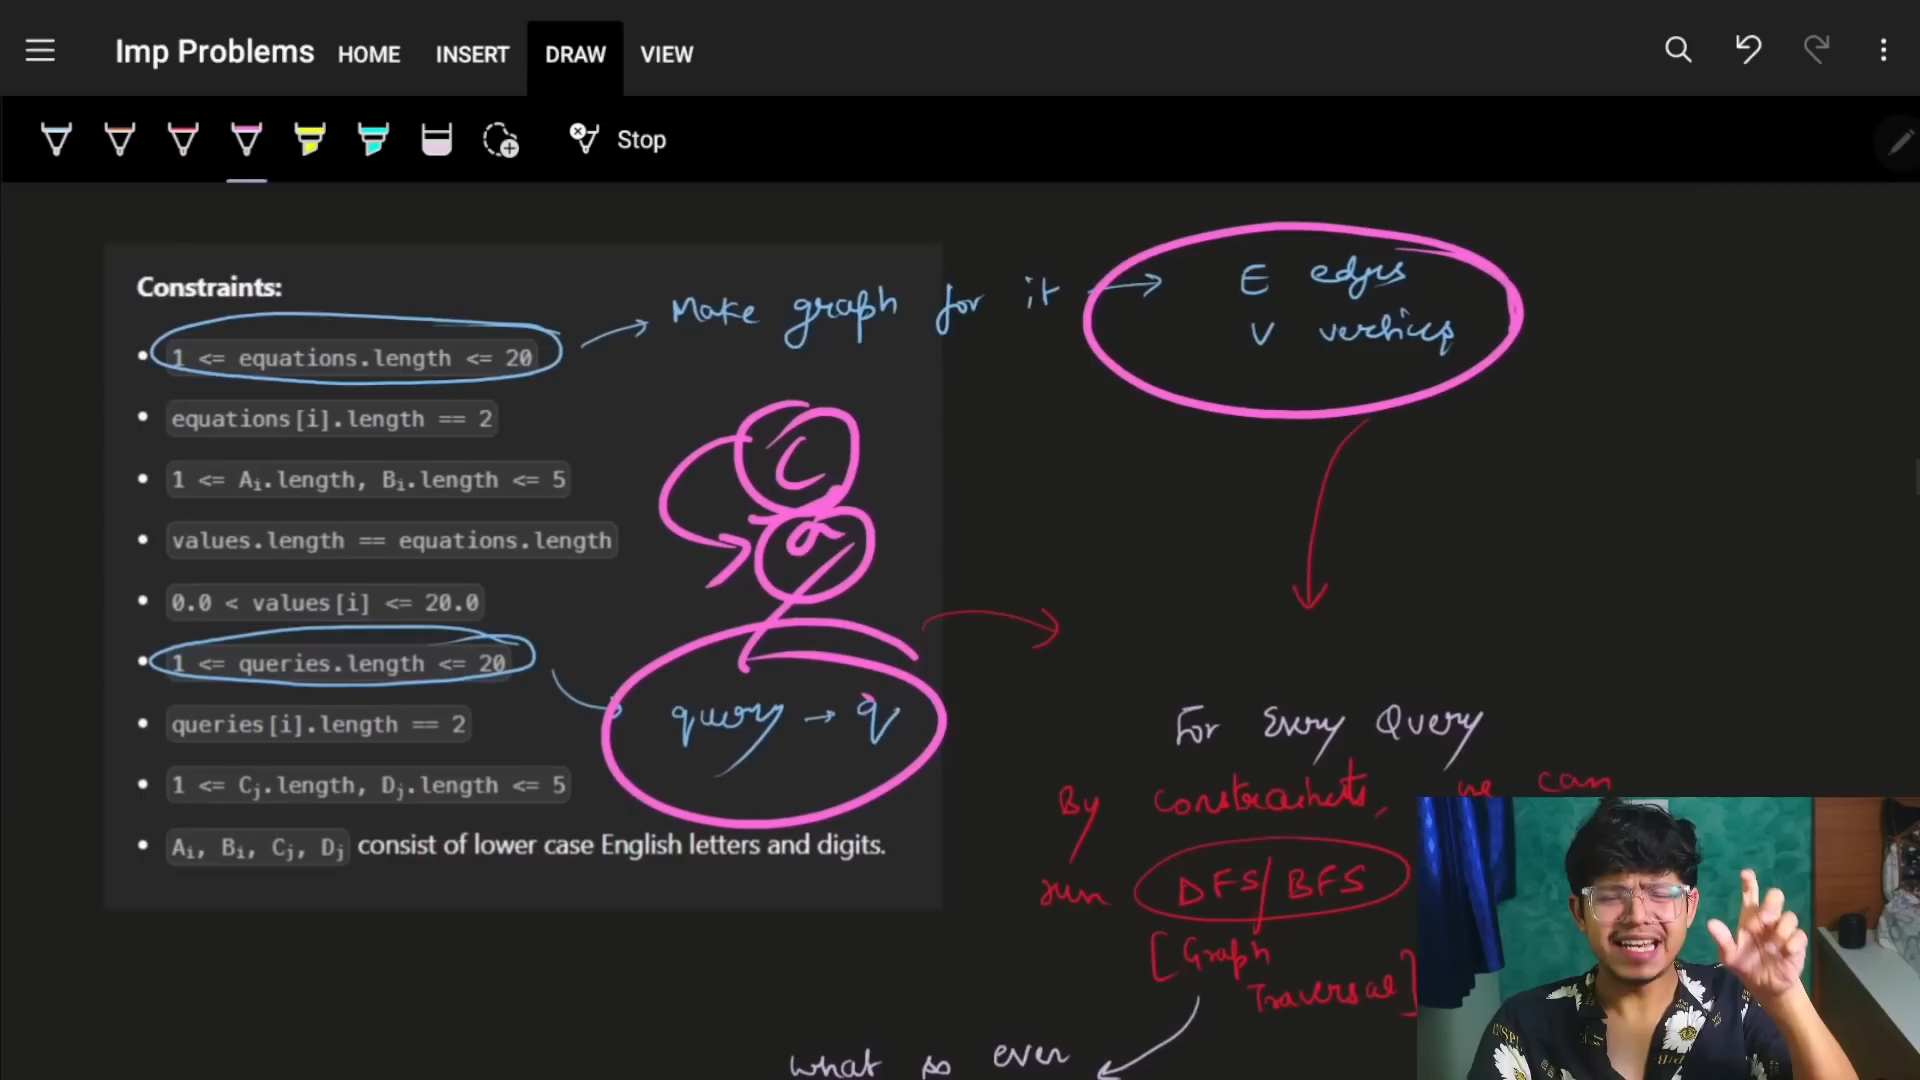 Imp Problems HOME INSERT DRAW VIEW
Stop
Constraints:
1 <= equations.length <= 20
equations[i].length == 2
1 <= Ai.length, Bi.length <= 5
values.length == equations.length
0.0 < values[i] <= 20.0
1 <= queries.length <= 20
queries[i].length == 2
1 <= Cj.length, Dj.length <= 5
Ai, Bi, Cj, Dj consist of lower case English letters and digits.
Make graph for it → E edges
V vertices
C
a
query → q
For Every Query
By constraints, we can
run DFS/BFS
[Graph
Traversal]
what so ever